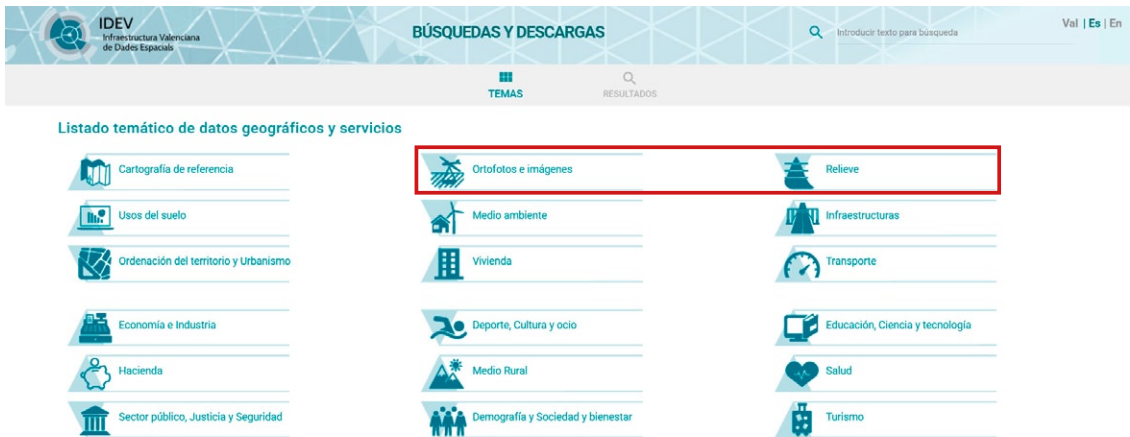 IDEV
Infraestructura Valenciana
de Dades Espacials
BÚSQUEDAS Y DESCARGAS
Introducir texto para búsqueda
Val | Es | En
TEMAS
RESULTADOS
Listado temático de datos geográficos y servicios
Cartografía de referencia
Ortofotos e imágenes
Relieve
Usos del suelo
Medio ambiente
Infraestructuras
Ordenación del territorio y Urbanismo
Vivienda
Transporte
Economía e Industria
Deporte, Cultura y ocio
Educación, Ciencia y tecnología
Hacienda
Medio Rural
Salud
Sector público, Justicia y Seguridad
Demografía y Sociedad y bienestar
Turismo